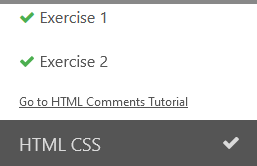 Exercise 1
Exercise 2
Go to HTML Comments Tutorial
HTML CSS